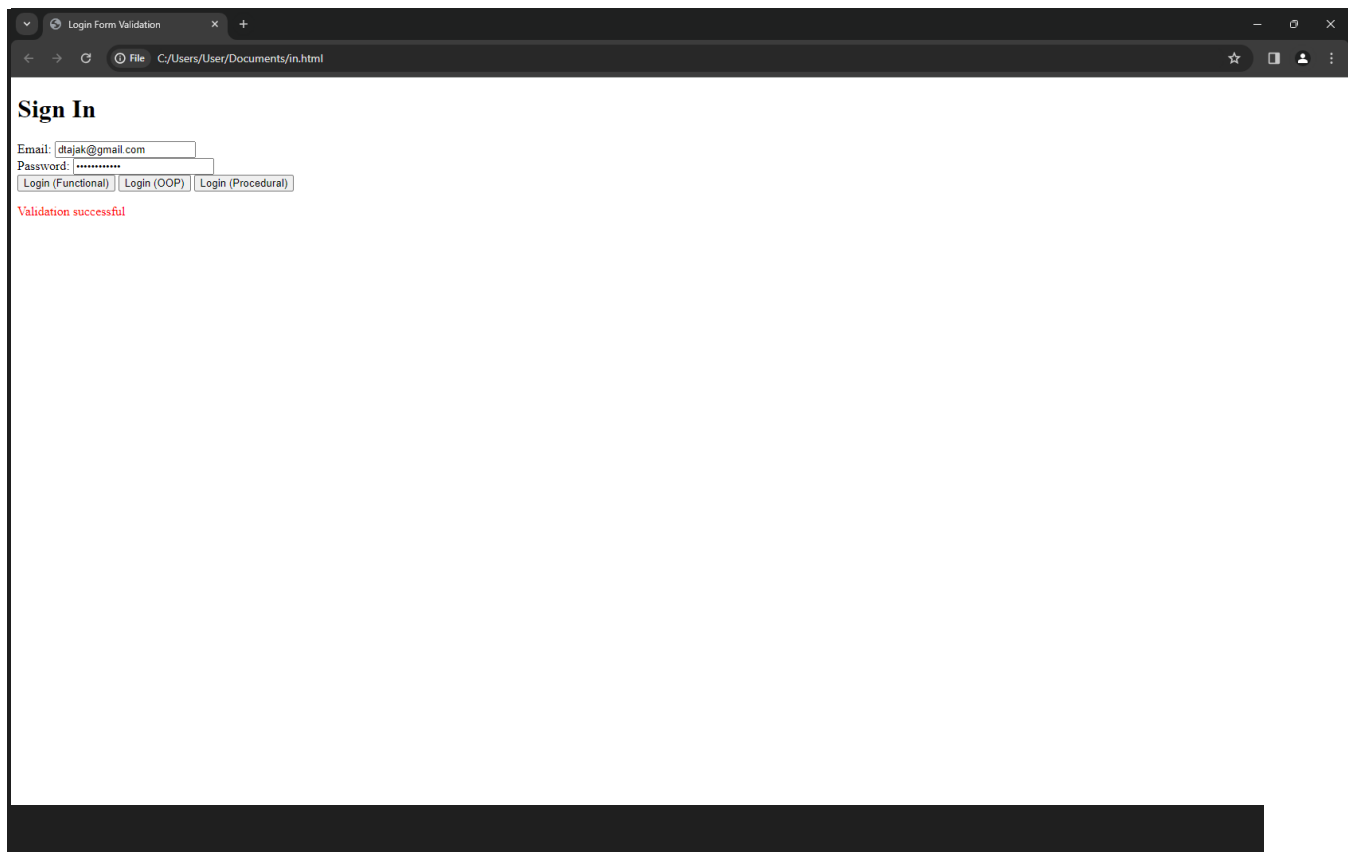 Login Form Validation
File C:/Users/User/Documents/in.html
Sign In
Email: dtajak@gmail.com
Password: ••••••••••••
Login (Functional) Login (OOP) Login (Procedural)
Validation successful